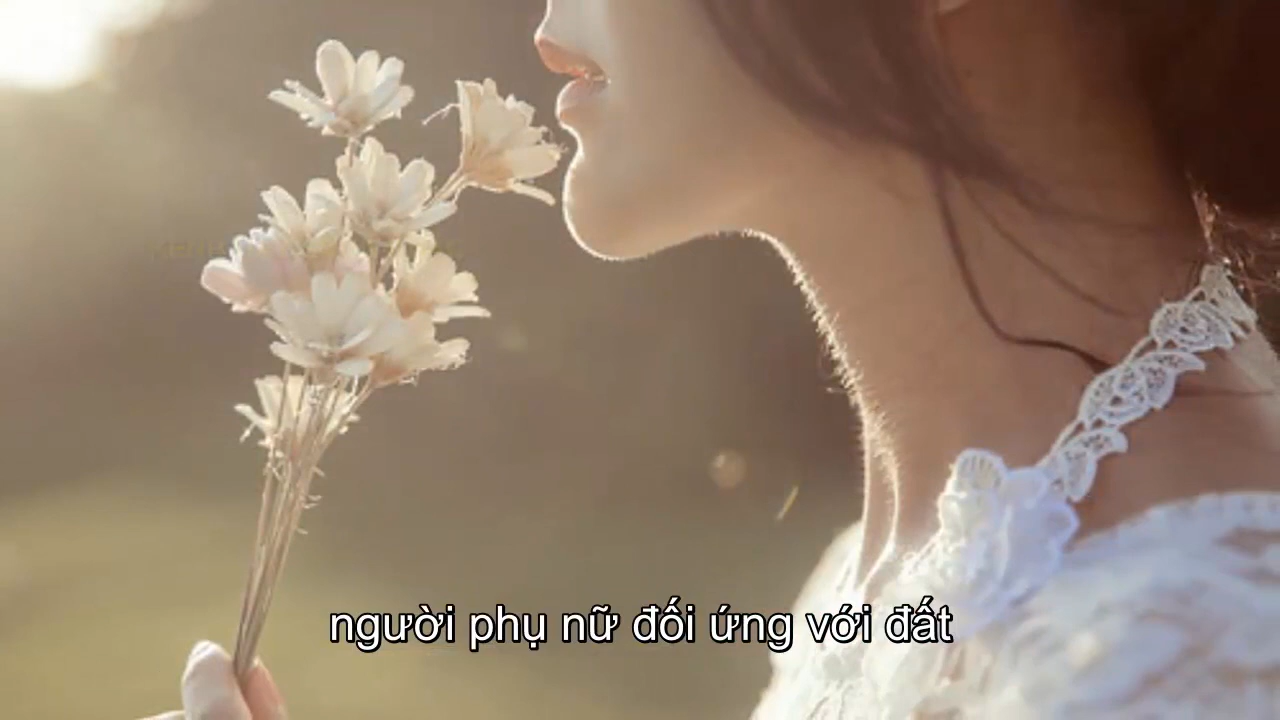 người phụ nữ đối ứng với đất